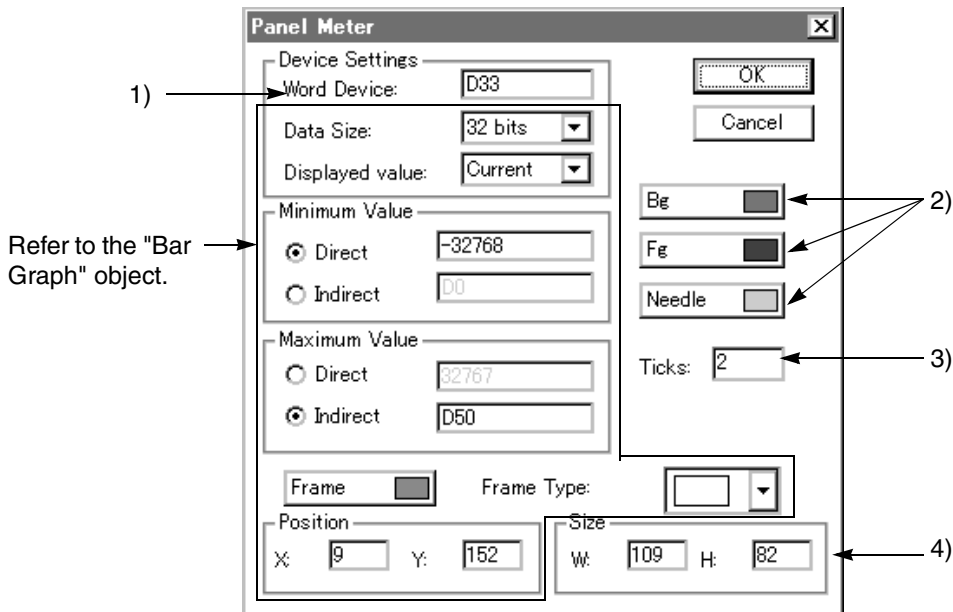 Panel Meter
Device Settings
1)
Word Device: D33
OK
Data Size: 32 bits
Cancel
Displayed value: Current
Bg
2)
Minimum Value
Refer to the "Bar
Graph" object.
Direct -32768
Fg
Indirect D0
Needle
Maximum Value
Direct 32767
Ticks: 2
3)
Indirect D50
Frame
Frame Type:
Position
Size
X: 9 Y: 152
W: 109 H: 82
4)